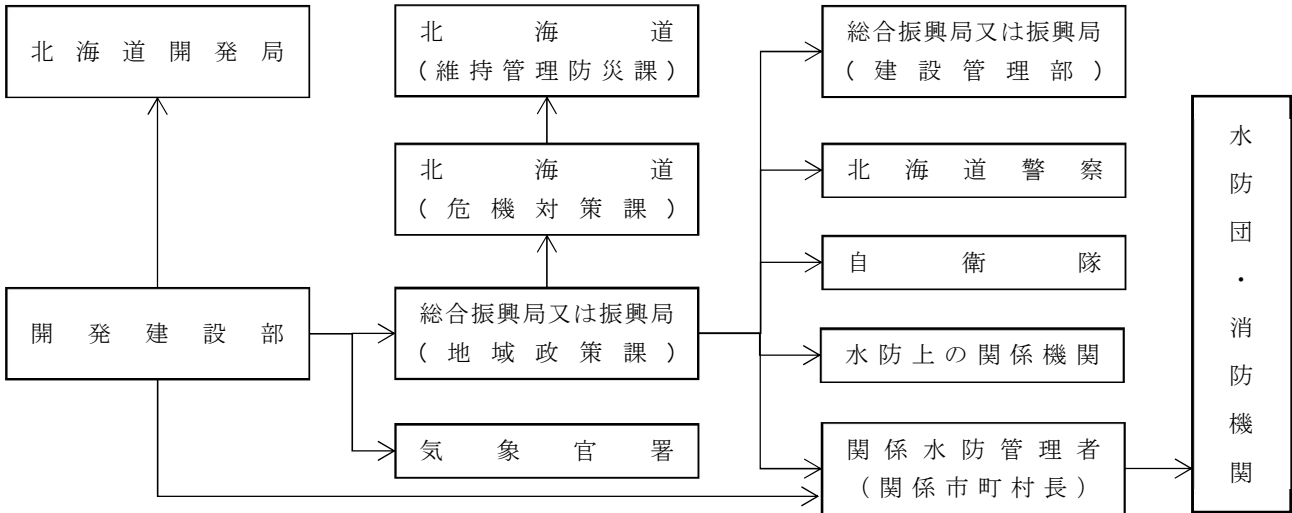 北海道開発局
北海道
(維持管理防災課)
総合振興局又は振興局
(建設管理部)
北海道
(危機対策課)
北海道警察
自衛隊
開発建設部
総合振興局又は振興局
(地域政策課)
水防上の関係機関
気象官署
関係水防管理者
(関係市町村長)
水防団・消防機関